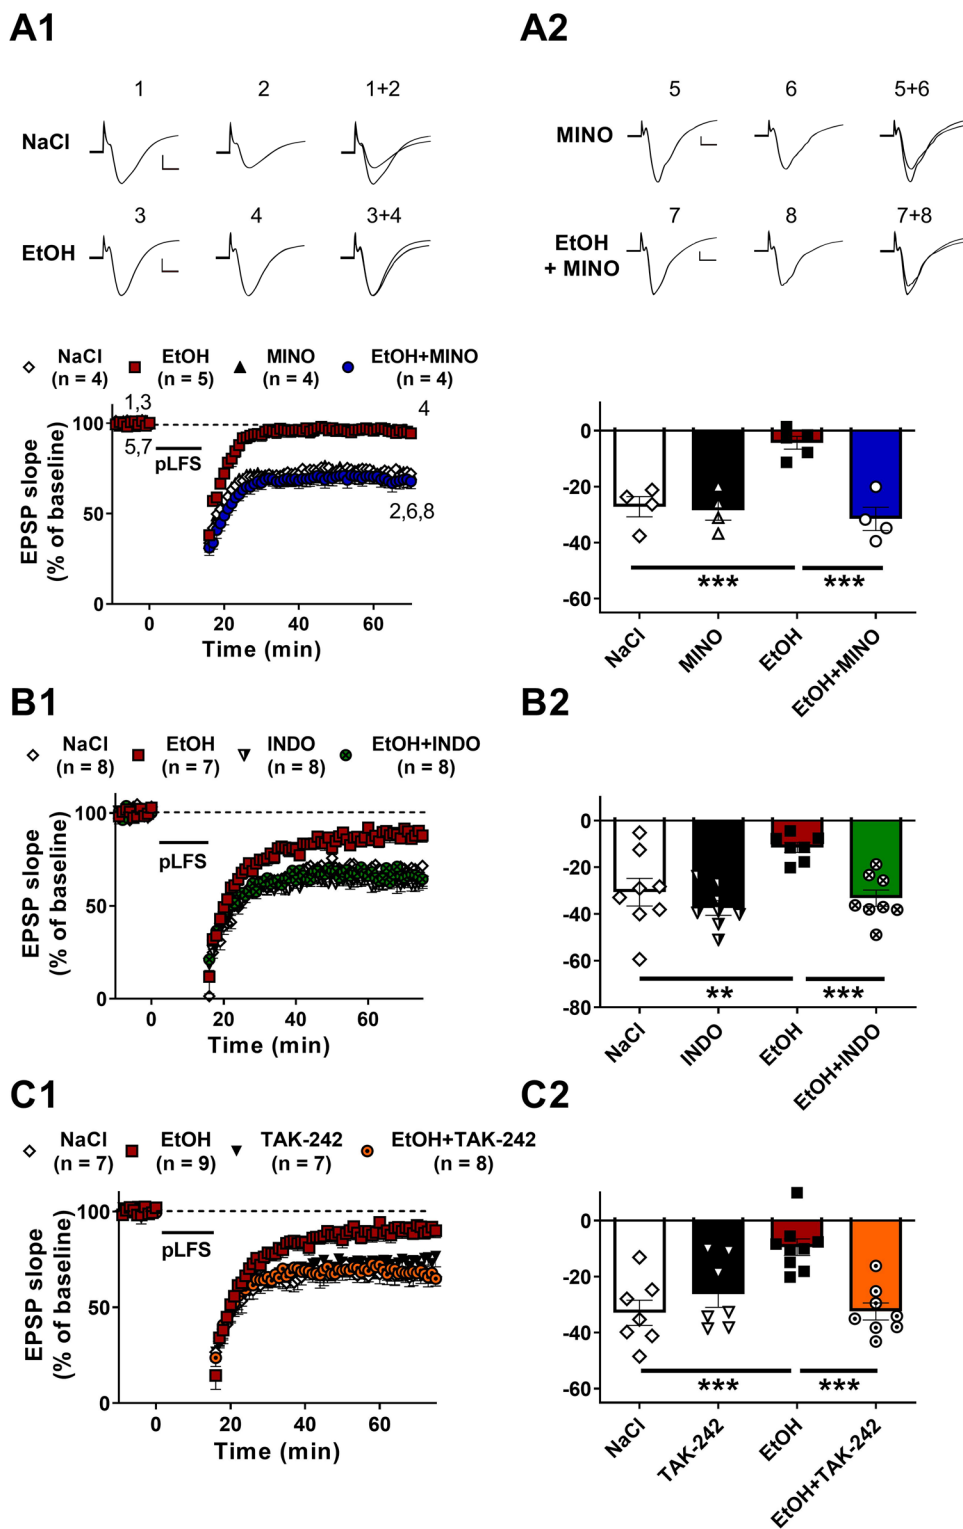 A1
A2
1 2 1+2
NaCl
3 4 3+4
EtOH
5 6 5+6
MINO
7 8 7+8
EtOH
+ MINO
NaCl EtOH MINO EtOH+MINO
(n = 4) (n = 5) (n = 4) (n = 4)
1,3
4
100
5,7
pLFS
50
2,6,8
0
EPSP slope
(% of baseline)
0 20 40 60
Time (min)
0
-20
-40
-60
*** ***
NaCl MINO EtOH EtOH+MINO
B1
B2
NaCl EtOH INDO EtOH+INDO
(n = 8) (n = 7) (n = 8) (n = 8)
100
pLFS
50
0
EPSP slope
(% of baseline)
0 20 40 60
Time (min)
0
-20
-40
-60
-80
** ***
NaCl INDO EtOH EtOH+INDO
C1
C2
NaCl EtOH TAK-242 EtOH+TAK-242
(n = 7) (n = 9) (n = 7) (n = 8)
100
pLFS
50
0
EPSP slope
(% of baseline)
0 20 40 60
Time (min)
0
-20
-40
-60
*** ***
NaCl TAK-242 EtOH EtOH+TAK-242